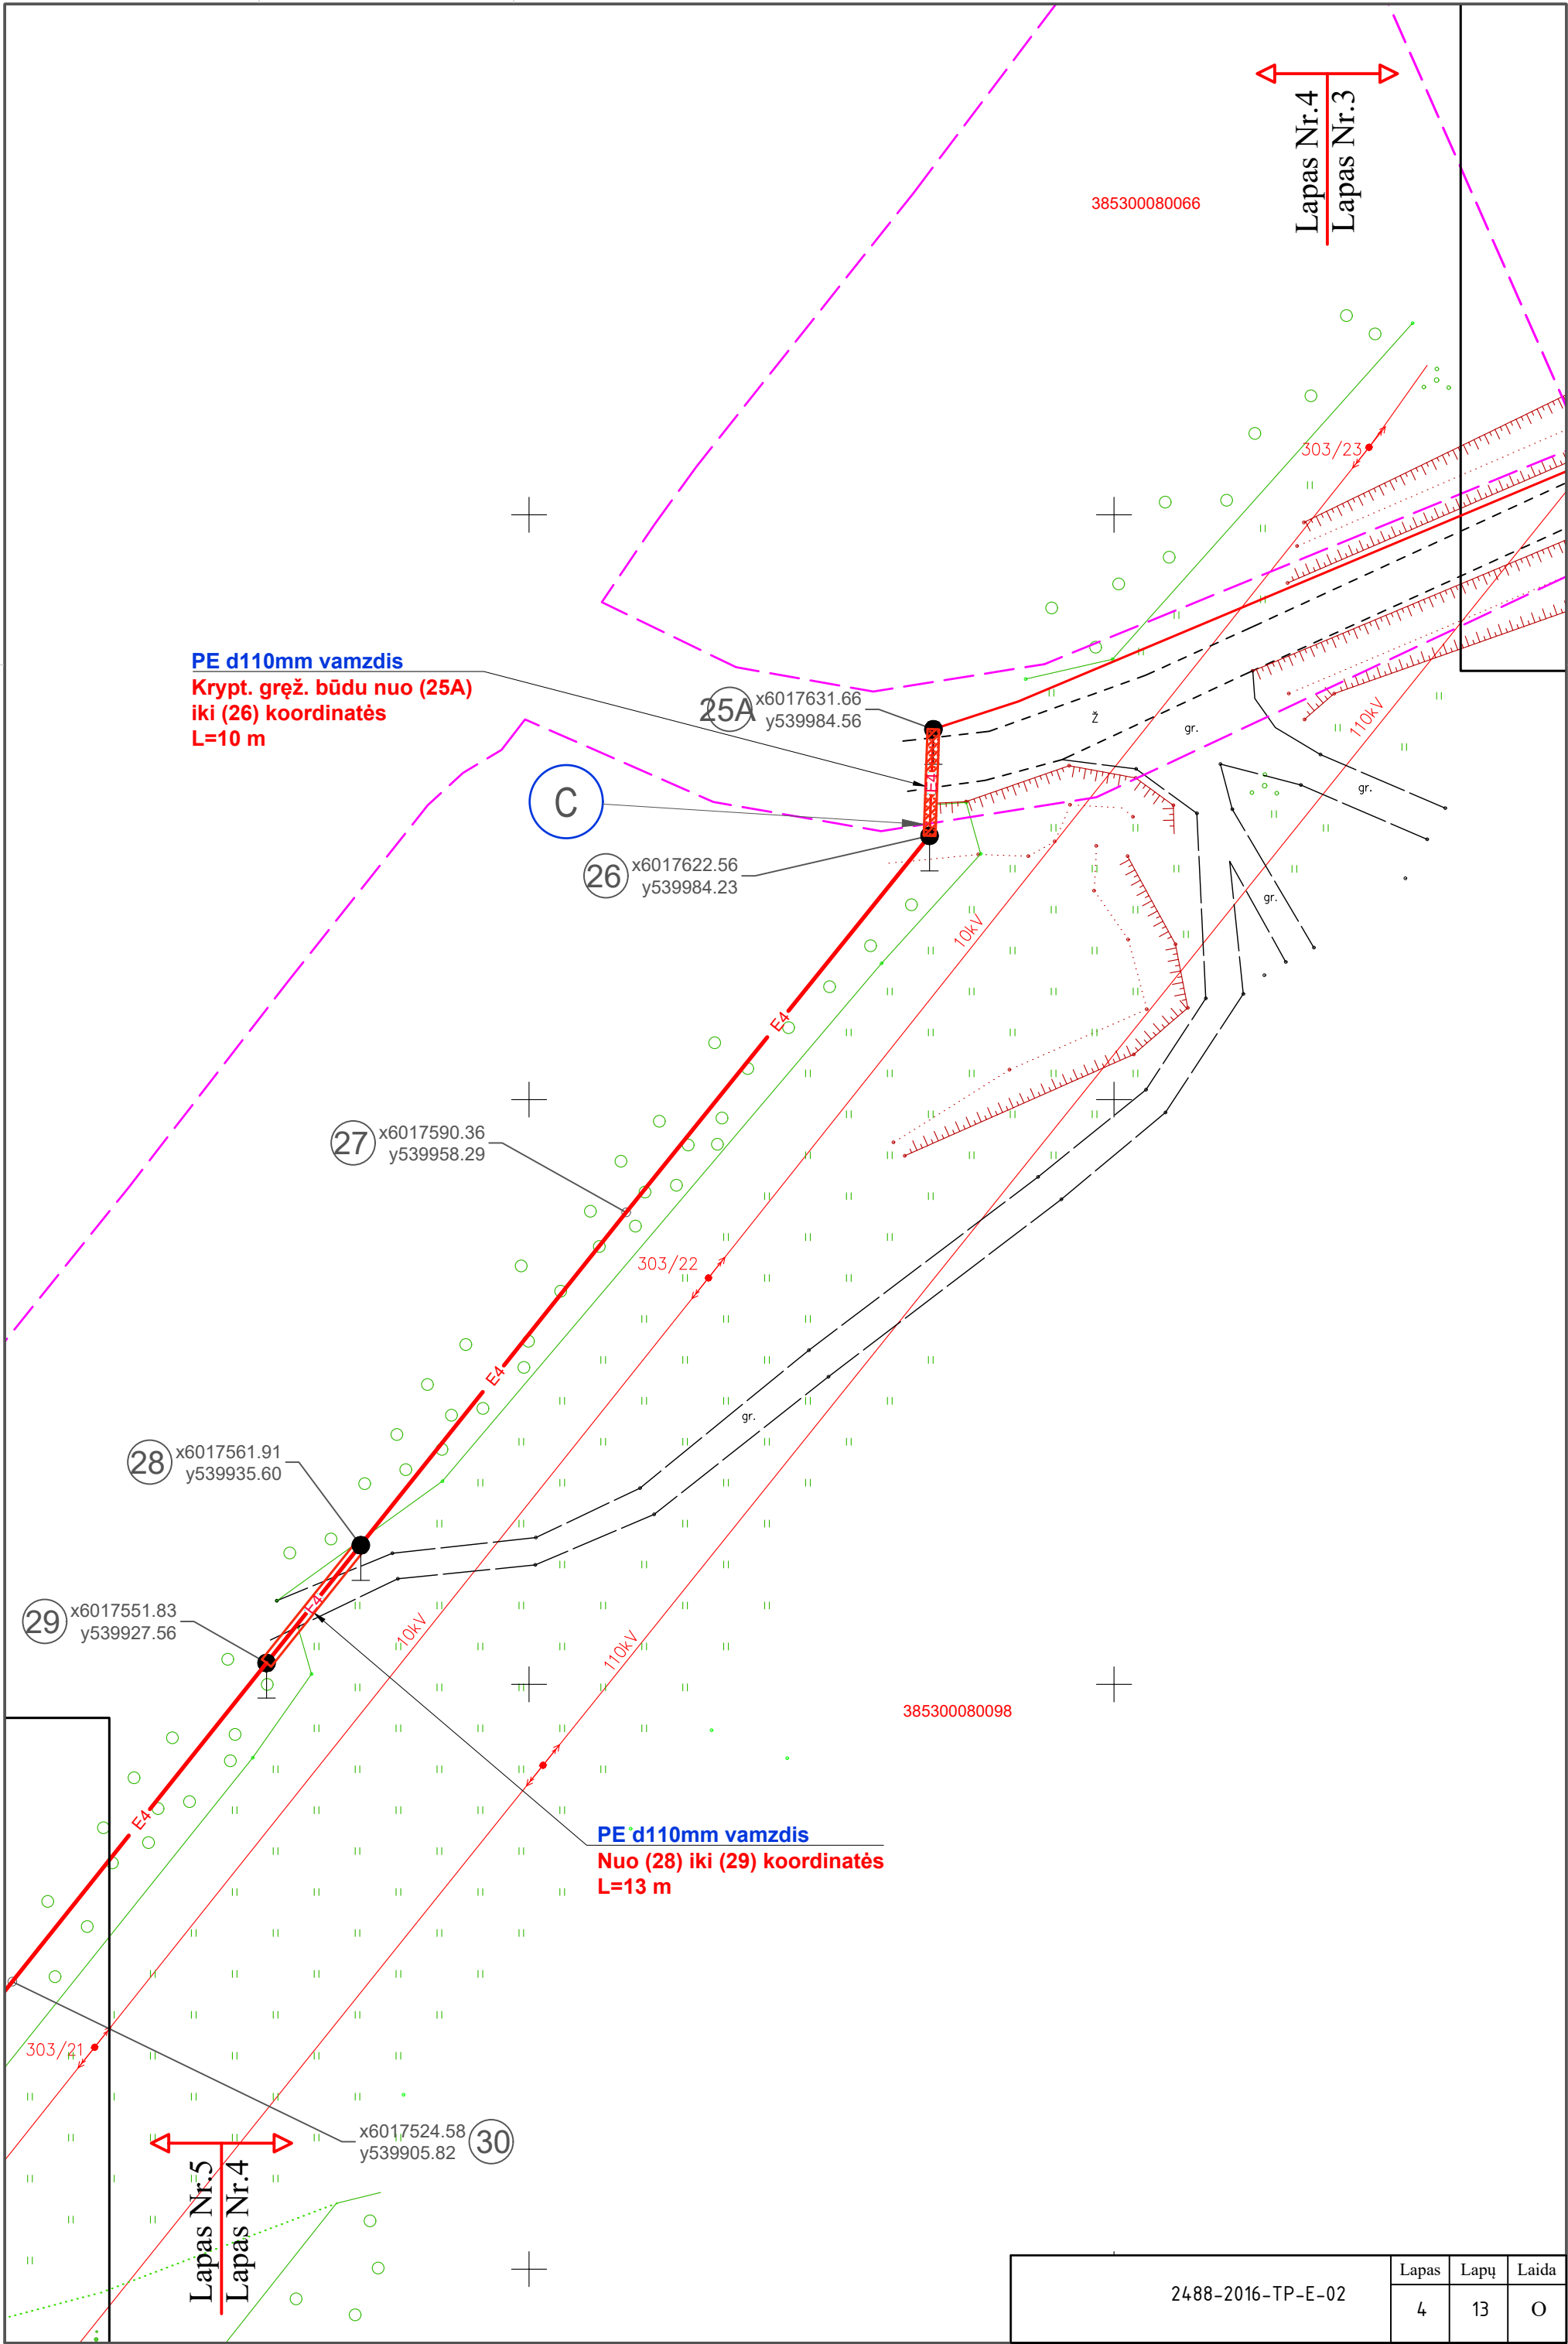 Lapas Nr.4
Lapas Nr.3
385300080066
303/23
PE d110mm vamzdis
Krypt. gręž. būdu nuo (25A)
iki (26) koordinatės
L=10 m
25A
x6017631.66
y539984.56
Ž
gr.
110kV
gr.
E4
C
26
x6017622.56
y539984.23
gr.
10kV
E4
27
x6017590.36
y539958.29
303/22
E4
gr.
28
x6017561.91
y539935.60
E4
29
x6017551.83
y539927.56
10kV
110kV
385300080098
E4
PE d110mm vamzdis
Nuo (28) iki (29) koordinatės
L=13 m
303/21
x6017524.58
y539905.82
30
Lapas Nr.5
Lapas Nr.4
2488-2016-TP-E-02
Lapas Lapų Laida
4 13 O